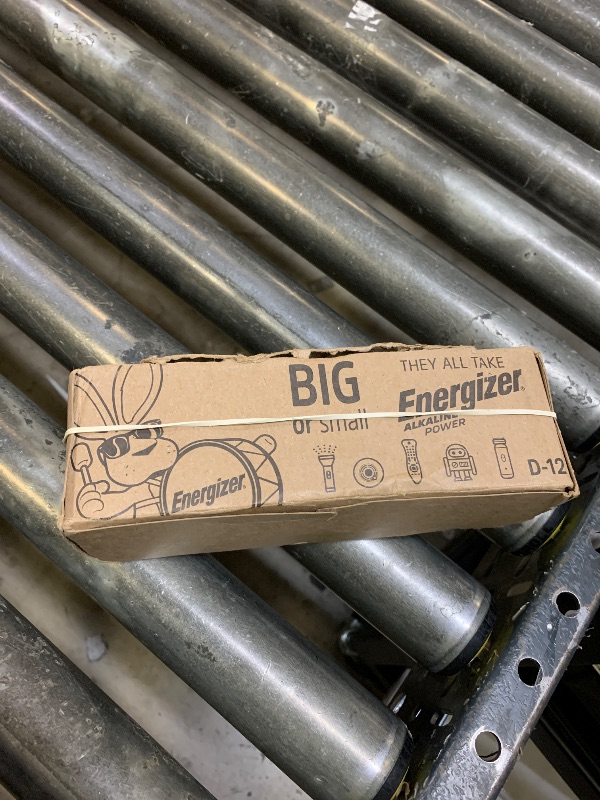 BIG
or small
THEY ALL TAKE
Energizer®
ALKALINE
POWER
D-12
Energizer.